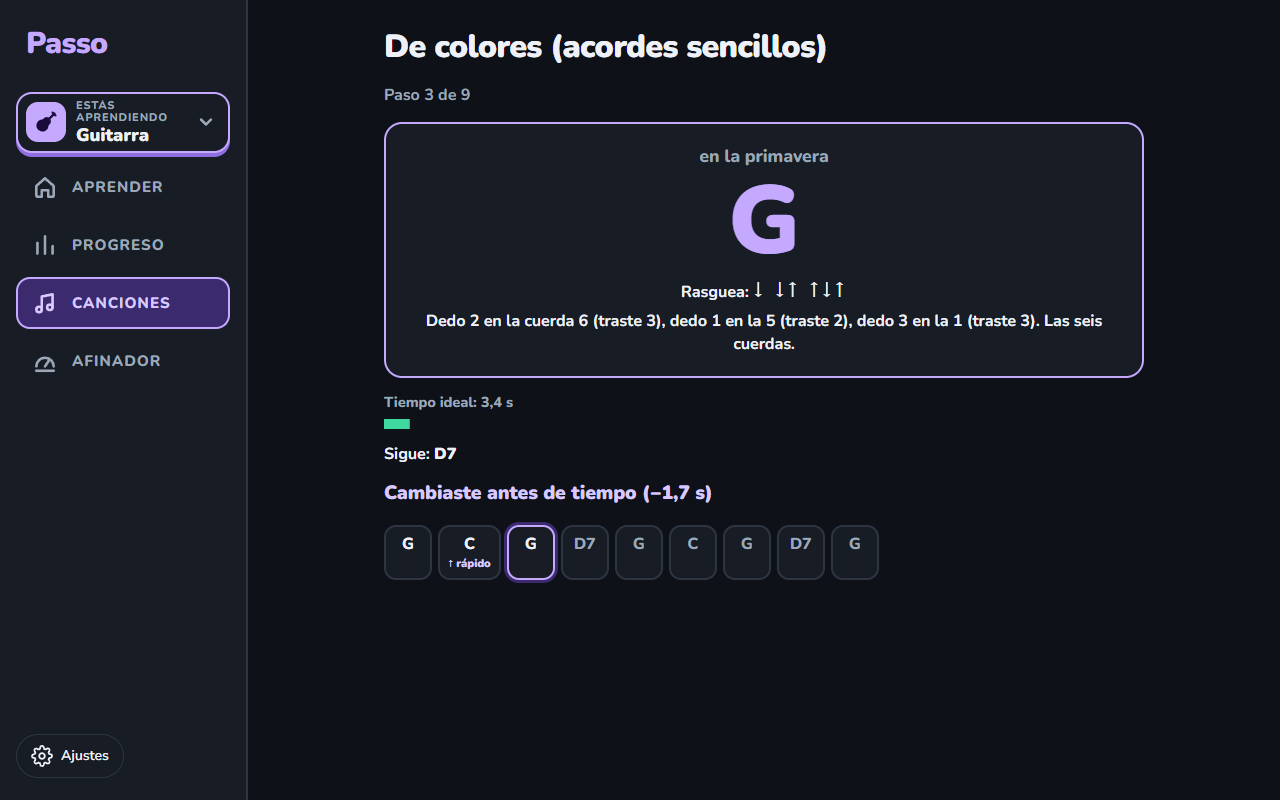 Passo
ESTÁS
APRENDIENDO
Guitarra
APRENDER
PROGRESO
CANCIONES
AFINADOR
Ajustes
De colores (acordes sencillos)
Paso 3 de 9
en la primavera
G
Rasguea: ↓ ↓↑ ↑↓↑
Dedo 2 en la cuerda 6 (traste 3), dedo 1 en la 5 (traste 2), dedo 3 en la 1 (traste 3). Las seis
cuerdas.
Tiempo ideal: 3,4 s
Sigue: D7
Cambiaste antes de tiempo (−1,7 s)
G C G D7 G C G D7 G
↑ rápido